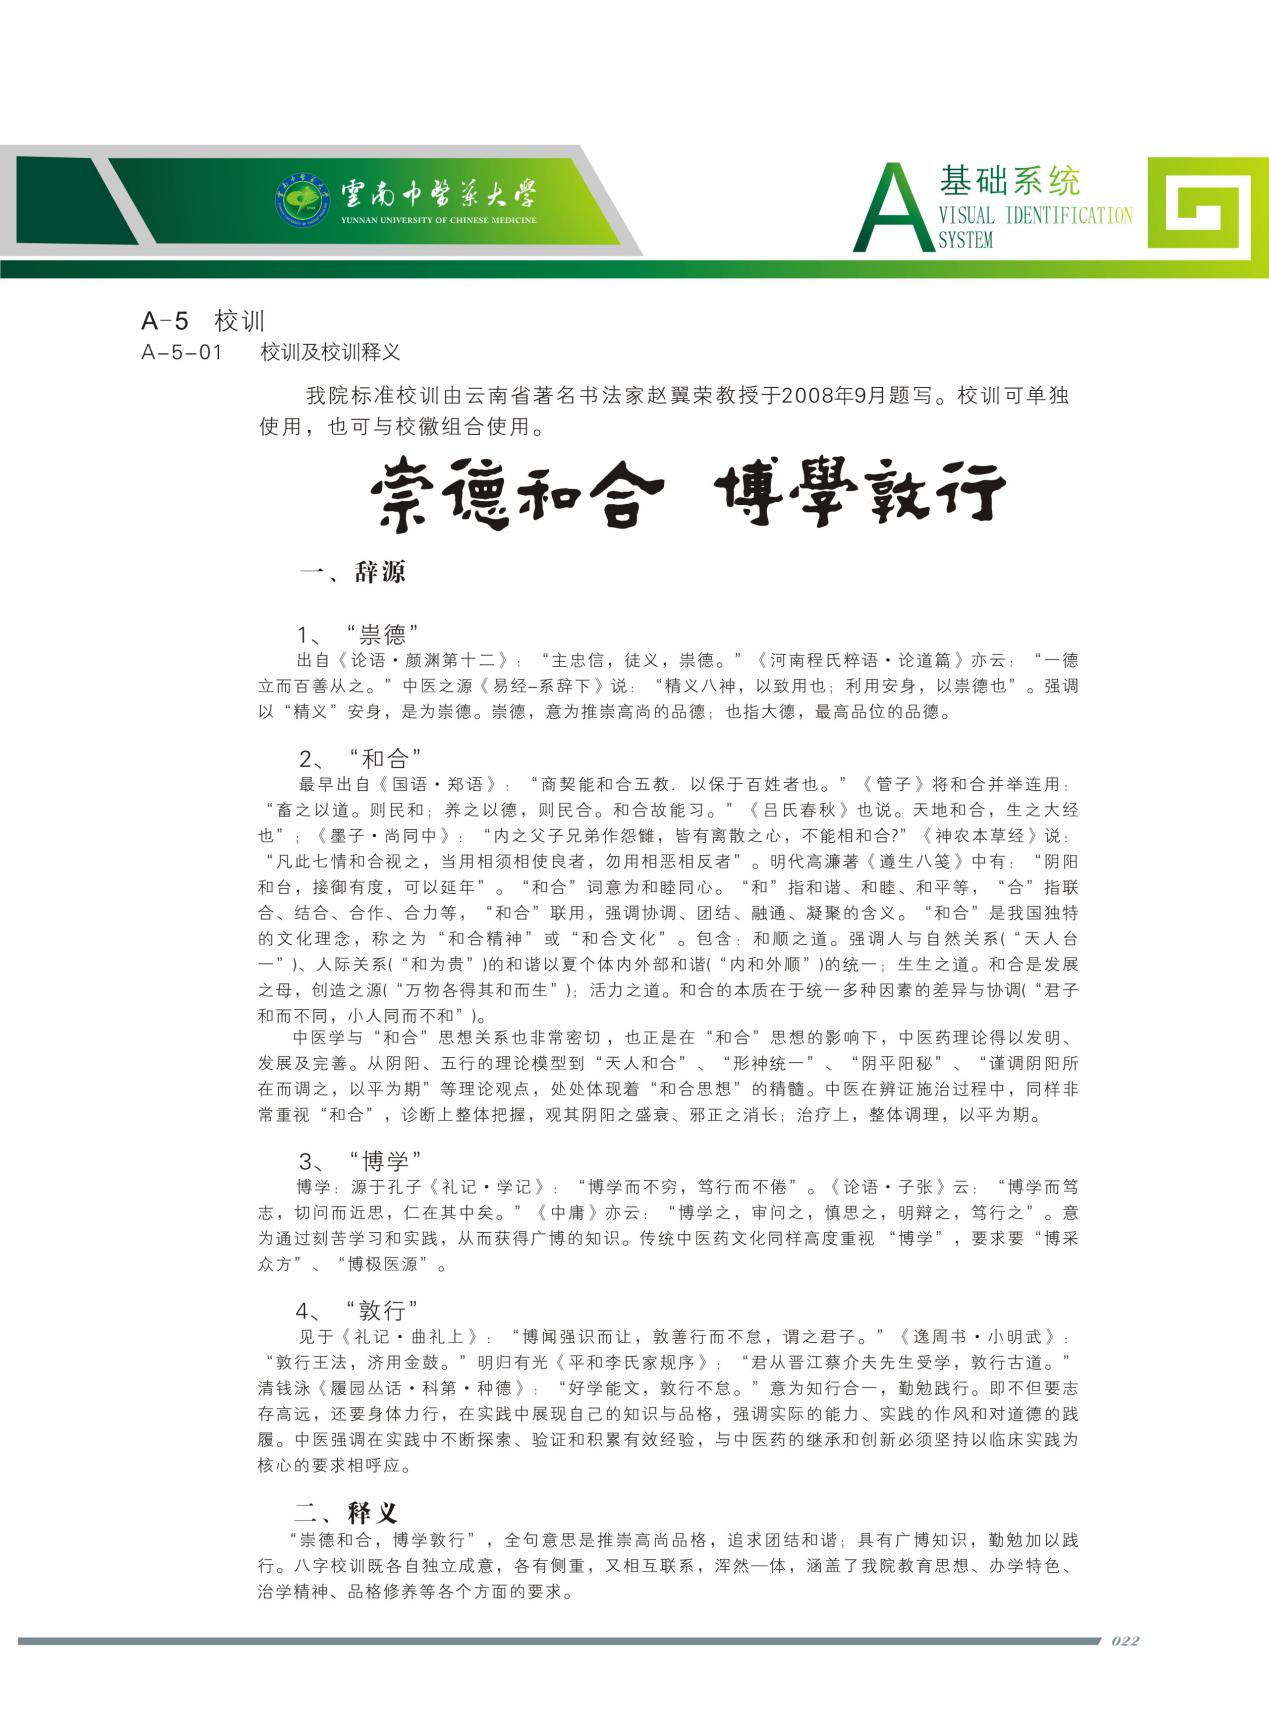 雲南中醫藥大學
YUNNAN UNIVERSITY OF CHINESE MEDICINE
A
基础系统
VISUAL IDENTIFICATION
SYSTEM
A-5 校训
A-5-01 校训及校训释义
我院标准校训由云南省著名书法家赵翼荣教授于2008年9月题写。校训可单独
使用，也可与校徽组合使用。
崇德和合 博學敦行
一、辞源
1、“崇德”
出自《论语·颜渊第十二》：“主忠信，徒义，崇德。”《河南程氏粹语·论道篇》亦云：“一德
立而百善从之。”中医之源《易经-系辞下》说：“精义八神，以致用也；利用安身，以崇德也”。强调
以“精义”安身，是为崇德。崇德，意为推崇高尚的品德；也指大德，最高品位的品德。
2、“和合”
最早出自《国语·郑语》：“商契能和合五教．以保于百姓者也。”《管子》将和合并举连用：
“畜之以道。则民和；养之以德，则民合。和合故能习。”《吕氏春秋》也说。天地和合，生之大经
也”；《墨子·尚同中》：“内之父子兄弟作怨雠，皆有离散之心，不能相和合?”《神农本草经》说：
“凡此七情和合视之，当用相须相使良者，勿用相恶相反者”。明代高濂著《遵生八笺》中有：“阴阳
和台，接御有度，可以延年”。“和合”词意为和睦同心。“和”指和谐、和睦、和平等，“合”指联
合、结合、合作、合力等，“和合”联用，强调协调、团结、融通、凝聚的含义。“和合”是我国独特
的文化理念，称之为“和合精神”或“和合文化”。包含：和顺之道。强调人与自然关系(“天人台
一”)、人际关系(“和为贵”)的和谐以夏个体内外部和谐(“内和外顺”)的统一；生生之道。和合是发展
之母，创造之源(“万物各得其和而生”)；活力之道。和合的本质在于统一多种因素的差异与协调(“君子
和而不同，小人同而不和”)。
中医学与“和合”思想关系也非常密切，也正是在“和合”思想的影响下，中医药理论得以发明、
发展及完善。从阴阳、五行的理论模型到“天人和合”、“形神统一”、“阴平阳秘”、“谨调阴阳所
在而调之，以平为期”等理论观点，处处体现着“和合思想”的精髓。中医在辨证施治过程中，同样非
常重视“和合”，诊断上整体把握，观其阴阳之盛衰、邪正之消长；治疗上，整体调理，以平为期。
3、“博学”
博学：源于孔子《礼记·学记》：“博学而不穷，笃行而不倦”。《论语·子张》云：“博学而笃
志，切问而近思，仁在其中矣。”《中庸》亦云：“博学之，审问之，慎思之，明辩之，笃行之”。意
为通过刻苦学习和实践，从而获得广博的知识。传统中医药文化同样高度重视“博学”，要求要“博采
众方”、“博极医源”。
4、“敦行”
见于《礼记·曲礼上》：“博闻强识而让，敦善行而不怠，谓之君子。”《逸周书·小明武》：
“敦行王法，济用金鼓。”明归有光《平和李氏家规序》：“君从晋江蔡介夫先生受学，敦行古道。”
清钱泳《履园丛话·科第·种德》：“好学能文，敦行不怠。”意为知行合一，勤勉践行。即不但要志
存高远，还要身体力行，在实践中展现自己的知识与品格，强调实际的能力、实践的作风和对道德的践
履。中医强调在实践中不断探索、验证和积累有效经验，与中医药的继承和创新必须坚持以临床实践为
核心的要求相呼应。
二、释义
“崇德和合，博学敦行”，全句意思是推崇高尚品格，追求团结和谐；具有广博知识，勤勉加以践
行。八字校训既各自独立成意，各有侧重，又相互联系，浑然一体，涵盖了我院教育思想、办学特色、
治学精神、品格修养等各个方面的要求。
022